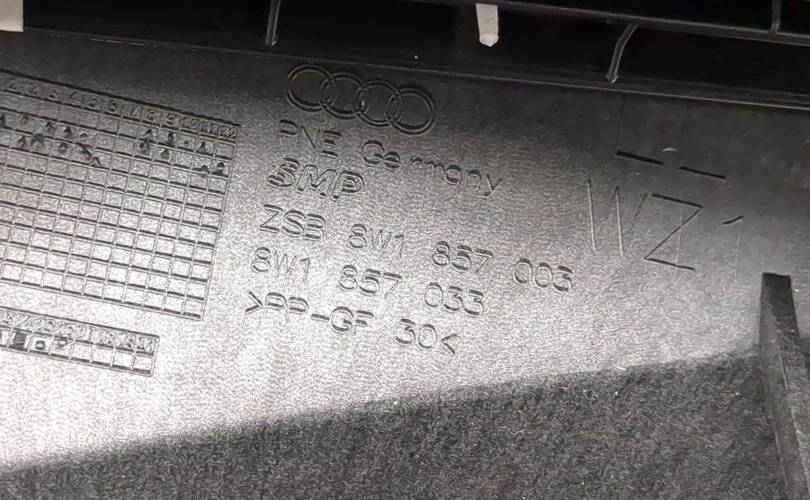 PNE Germany
SMP
ZSB 8W1 857 003
8W1 857 033
>PP-GF 30<
WZ1